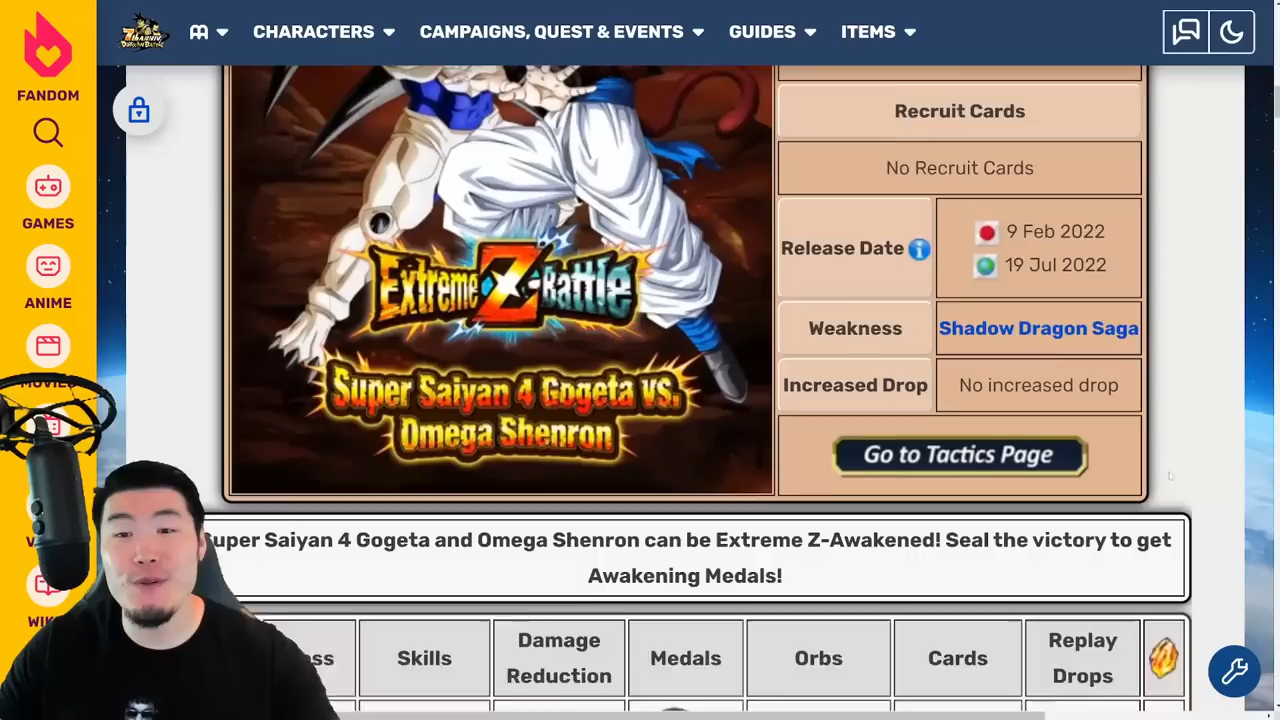 FANDOM
GAMES
ANIME
MOVIES
WIK
CHARACTERS
CAMPAIGNS, QUEST & EVENTS
GUIDES
ITEMS
Extreme Z-Battle
Super Saiyan 4 Gogeta vs.
Omega Shenron
Recruit Cards
No Recruit Cards
Release Date
9 Feb 2022
19 Jul 2022
Weakness
Shadow Dragon Saga
Increased Drop
No increased drop
Go to Tactics Page
Super Saiyan 4 Gogeta and Omega Shenron can be Extreme Z-Awakened! Seal the victory to get
Awakening Medals!
Skills
Damage
Reduction
Medals
Orbs
Cards
Replay
Drops